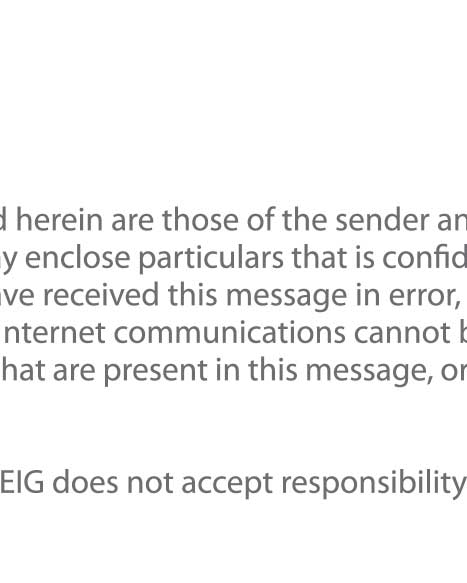 d herein are those of the sender an
y enclose particulars that is confid
ave received this message in error,
nternet communications cannot b
hat are present in this message, or
EIG does not accept responsibility